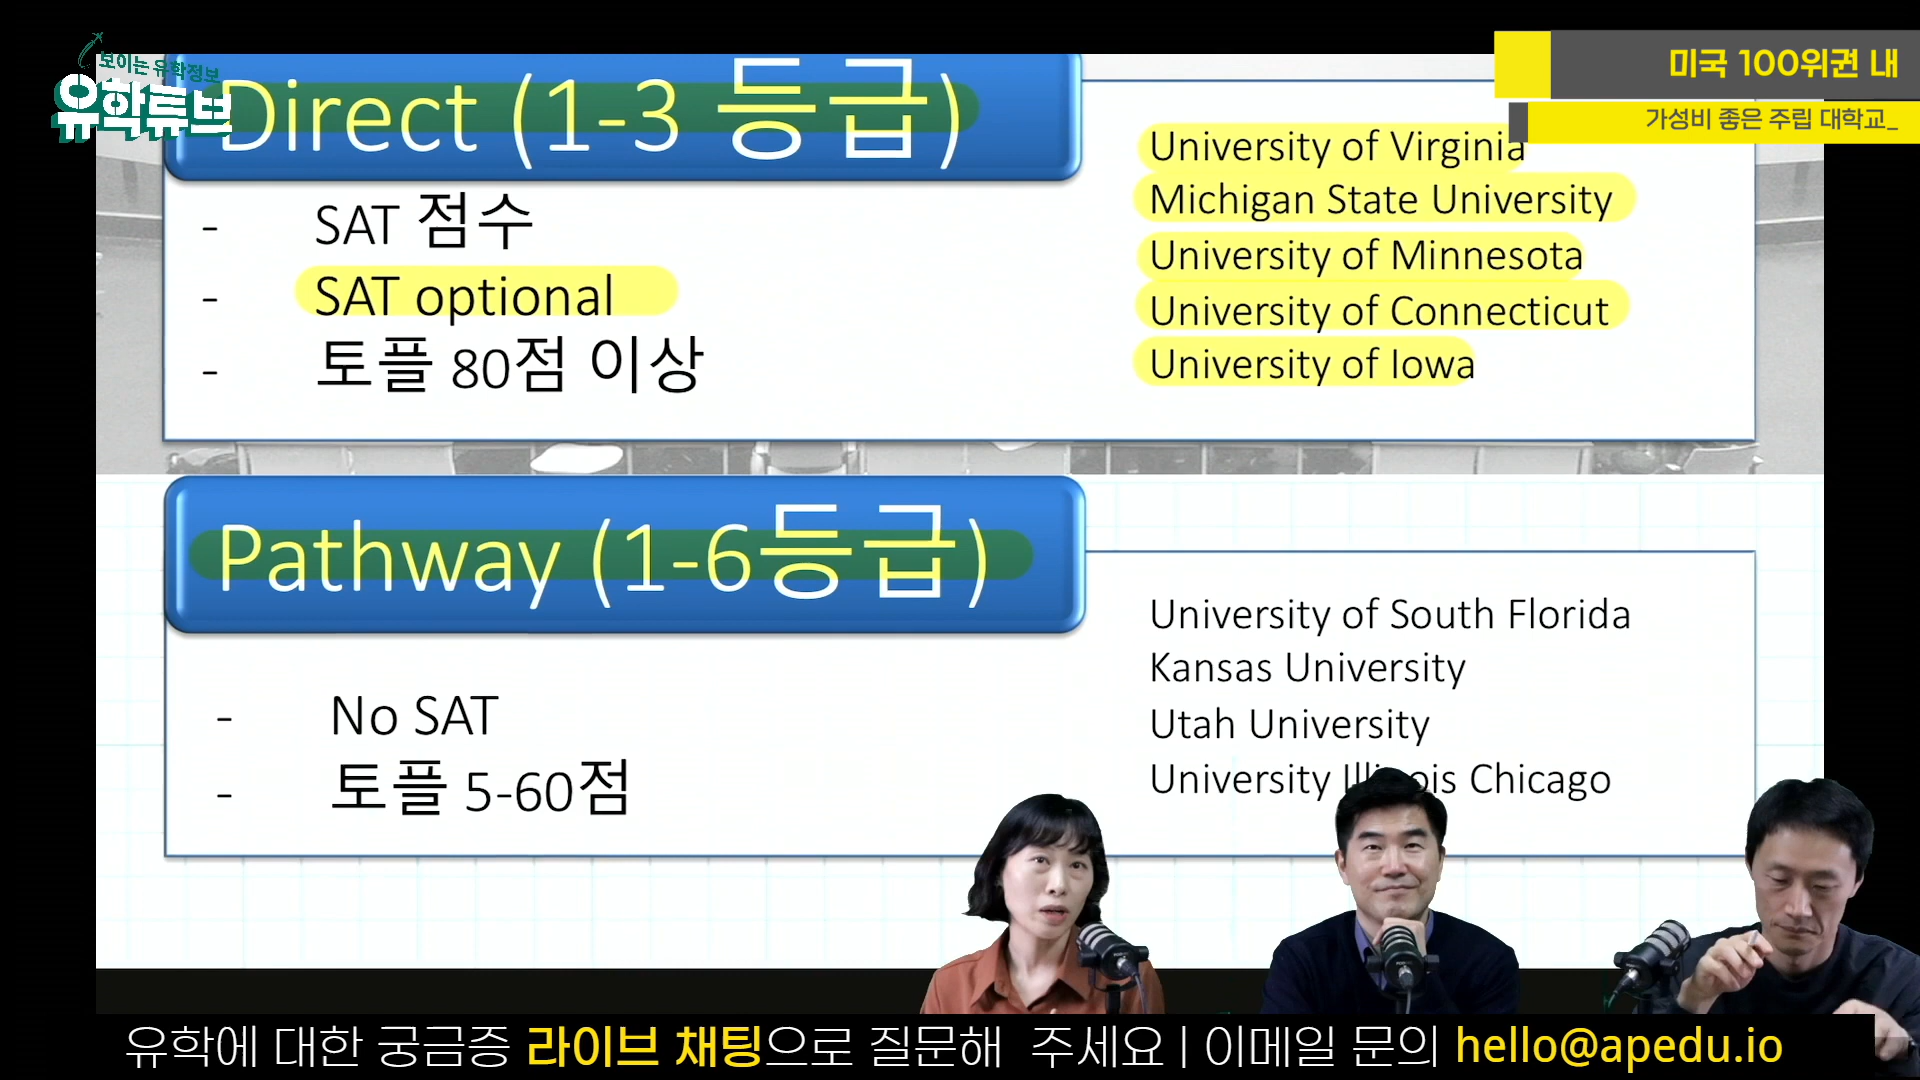 보이는 유학정보
유학튜브
미국 100위권 내
가성비 좋은 주립 대학교_
Direct (1-3 등급)
- SAT 점수
- SAT optional
- 토플 80점 이상
University of Virginia
Michigan State University
University of Minnesota
University of Connecticut
University of Iowa
Pathway (1-6등급)
- No SAT
- 토플 5-60점
University of South Florida
Kansas University
Utah University
University Illinois Chicago
유학에 대한 궁금증 라이브 채팅으로 질문해 주세요 | 이메일 문의 hello@apedu.io